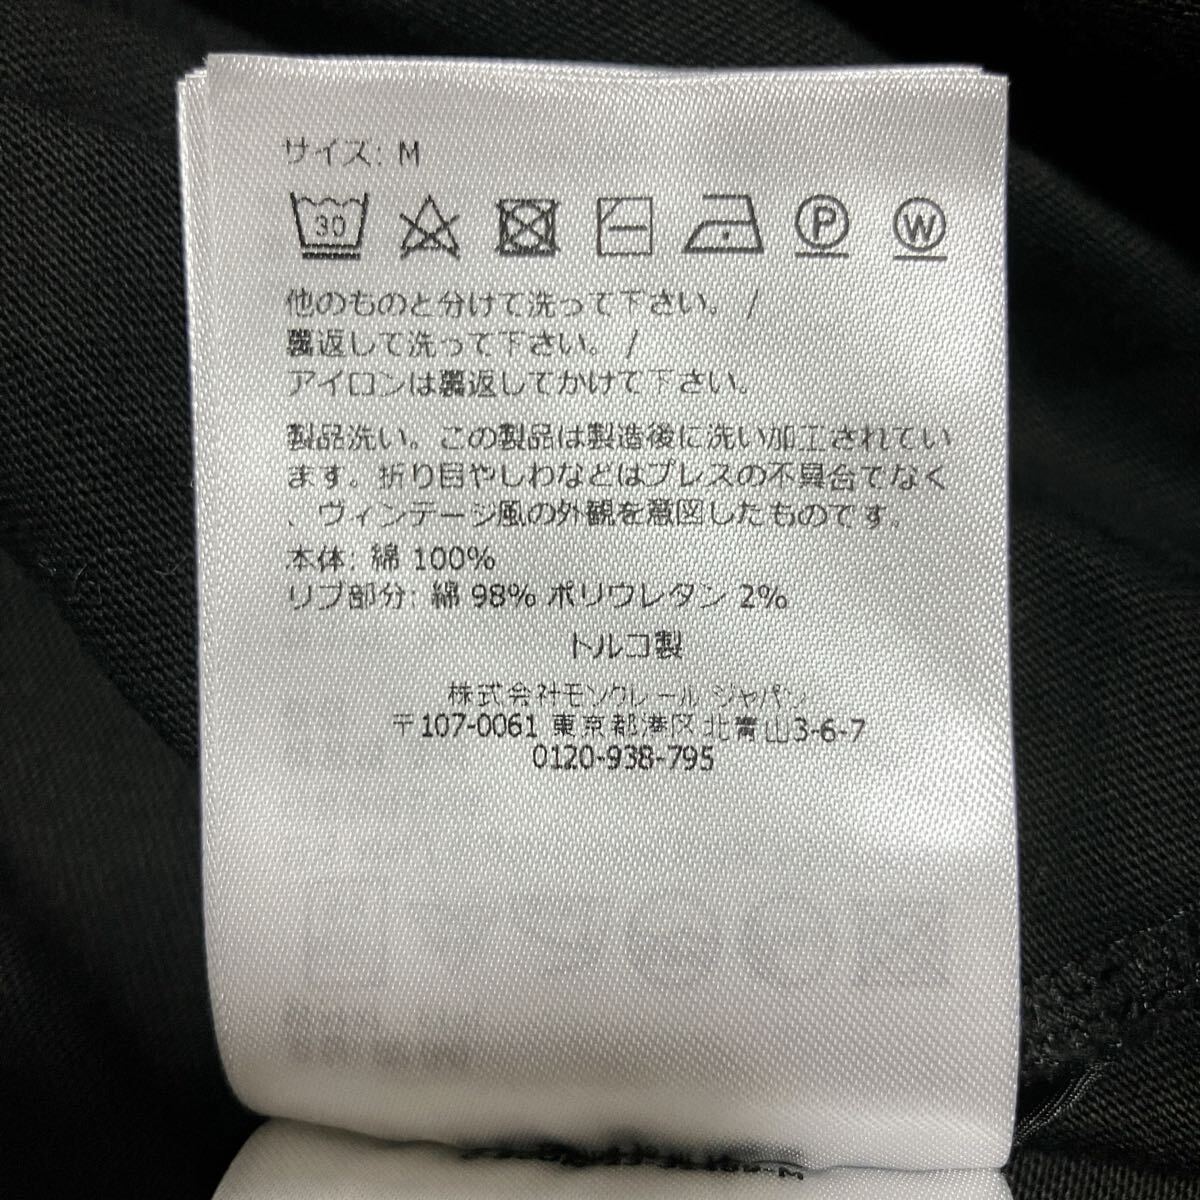 サイズ: M
30
P
W
他のものと分けて洗って下さい。 /
裏返して洗って下さい。 /
アイロンは裏返してかけて下さい。
製品洗い。この製品は製造後に洗い加工されてい
ます。折り目やしわなどはプレスの不具合でなく
、ヴィンテージ風の外観を意図したものです。
本体: 綿 100%
リブ部分: 綿 98% ポリウレタン 2%
トルコ製
株式会社モンクレール ジャパン
〒107-0061 東京都港区北青山3-6-7
0120-938-795